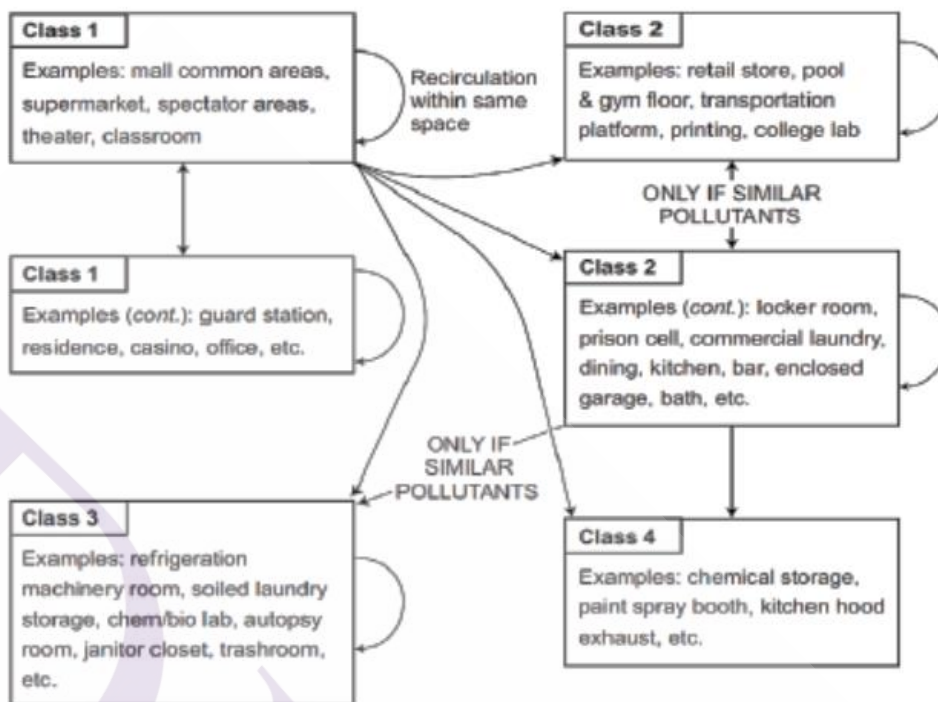 Class 1
Examples: mall common areas,
supermarket, spectator areas,
theater, classroom
Recirculation
within same
space
Class 2
Examples: retail store, pool
& gym floor, transportation
platform, printing, college lab
ONLY IF SIMILAR
POLLUTANTS
Class 1
Examples (cont.): guard station,
residence, casino, office, etc.
Class 2
Examples (cont.): locker room,
prison cell, commercial laundry,
dining, kitchen, bar, enclosed
garage, bath, etc.
ONLY IF
SIMILAR
POLLUTANTS
Class 3
Examples: refrigeration
machinery room, soiled laundry
storage, chem/bio lab, autopsy
room, janitor closet, trashroom,
etc.
Class 4
Examples: chemical storage,
paint spray booth, kitchen hood
exhaust, etc.